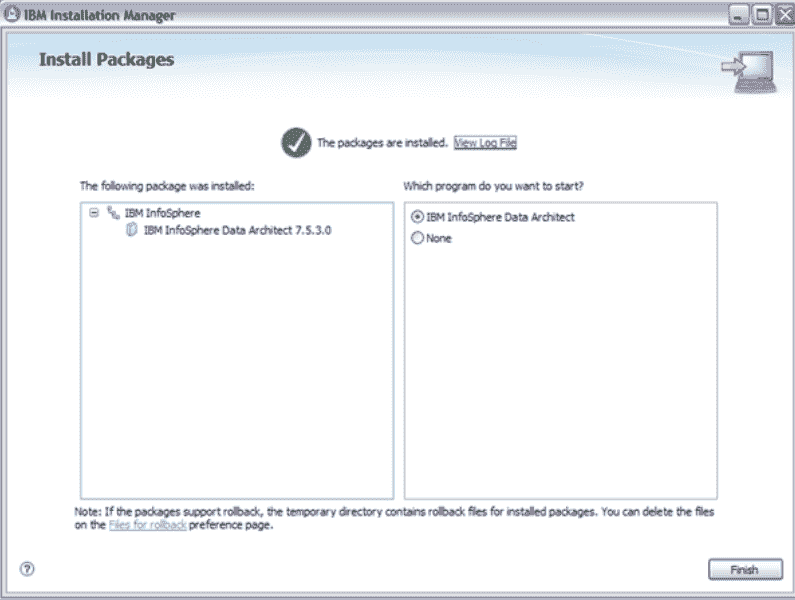 IBM Installation Manager
Install Packages
The packages are installed. View Log File
The following package was installed:
Which program do you want to start?
IBM InfoSphere
IBM InfoSphere Data Architect 7.5.3.0
IBM InfoSphere Data Architect
None
Note: If the packages support rollback, the temporary directory contains rollback files for installed packages. You can delete the files
on the Files for rollback preference page.
?
Finish